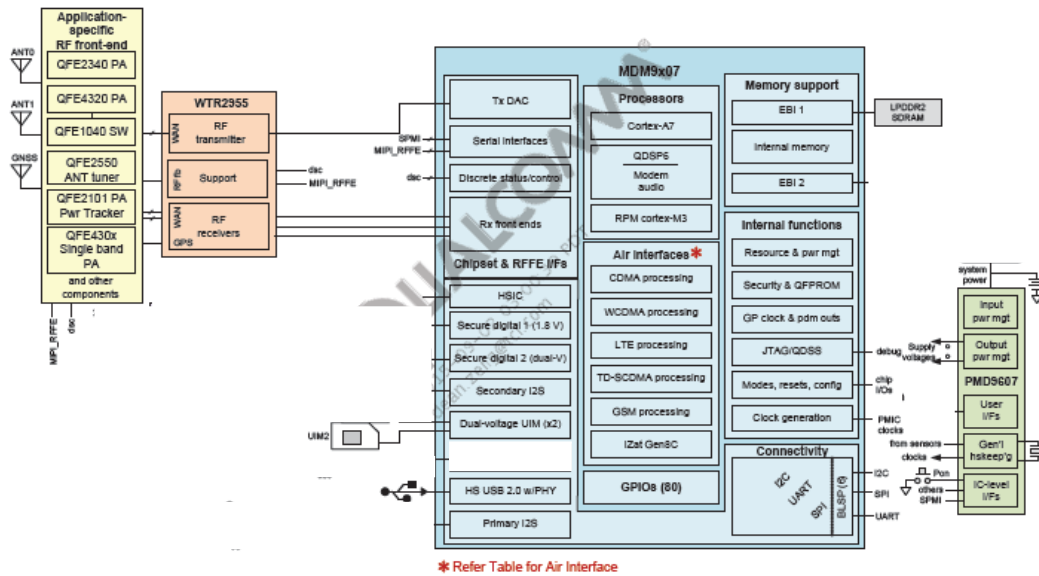 Application-
specific
RF front-end
ANT0
QFE2340 PA
QFE4320 PA
ANT1
QFE1040 SW
GNSS
QFE2550
ANT tuner
QFE2101 PA
Pwr Tracker
QFE430x
Single band
PA
and other
components
MIPI_RFFE
dsc
WTR2955
WAN
RF
transmitter
RF fb
Support
dsc
MIPI_RFFE
WAN
GPS
RF
receivers
MDM9x07
Tx DAC
SPMI
MIPI_RFFE
Serial Interfaces
dsc
Discrete status/control
Rx front ends
Chipset & RFFE I/Fs
HSIC
Secure digital 1 (1.8 V)
Secure digital 2 (dual-V)
Secondary I2S
UIM2
Dual-voltage UIM (x2)
HS USB 2.0 w/PHY
Primary I2S
Processors
Cortex-A7
QDSP6
Modem
audio
RPM cortex-M3
Air Interfaces*
CDMA processing
WCDMA processing
LTE processing
TD-SCDMA processing
GSM processing
IZat Gen8C
GPIOs (80)
Memory support
EBI 1
LPDDR2
SDRAM
Internal memory
EBI 2
Internal functions
Resource & pwr mgt
Security & QFPROM
GP clock & pdm outs
JTAG/QDSS
debug
Modes, resets, config
chip
I/Os
Clock generation
PMIC
clocks
Connectivity
I2C
UART
SPI
BLSP (6)
I2C
SPI
UART
system
power
Input
pwr mgt
Supply
voltages
Output
pwr mgt
PMD9607
User
I/Fs
from sensors
clocks
Gen'l
hskeep'g
Pon
others
SPMI
IC-level
I/Fs
QUALCOMM
* Refer Table for Air Interface